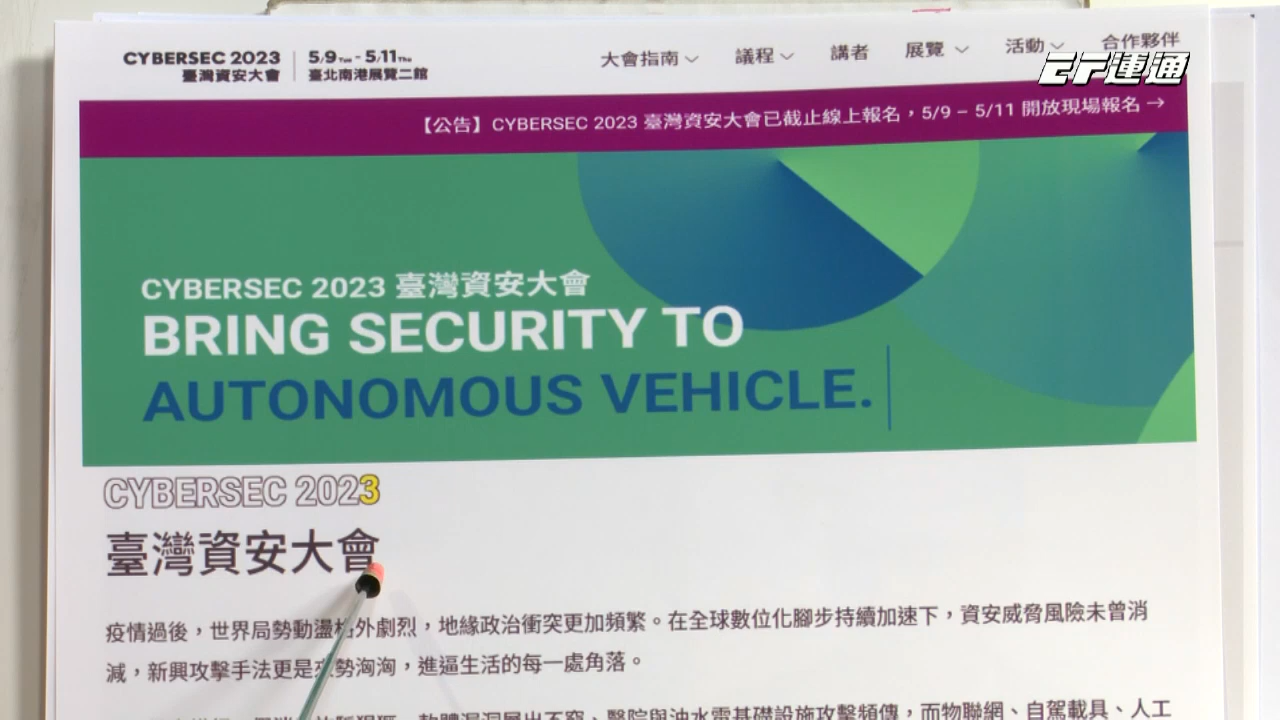 CYBERSEC 2023
臺灣資安大會
5/9 Tue - 5/11 Thu
臺北南港展覽二館
大會指南 議程 講者 展覽 活動 合作夥伴
EF連通
【公告】CYBERSEC 2023 臺灣資安大會已截止線上報名，5/9 – 5/11 開放現場報名 →
CYBERSEC 2023 臺灣資安大會
BRING SECURITY TO
AUTONOMOUS VEHICLE.
CYBERSEC 2023
臺灣資安大會
疫情過後，世界局勢動盪格外劇烈，地緣政治衝突更加頻繁。在全球數位化腳步持續加速下，資安威脅風險未曾消
減，新興攻擊手法更是來勢洶洶，進逼生活的每一處角落。
軟體漏洞層出不窮、醫院與油水電基礎設施攻擊頻傳，而物聯網、自駕載具、人工